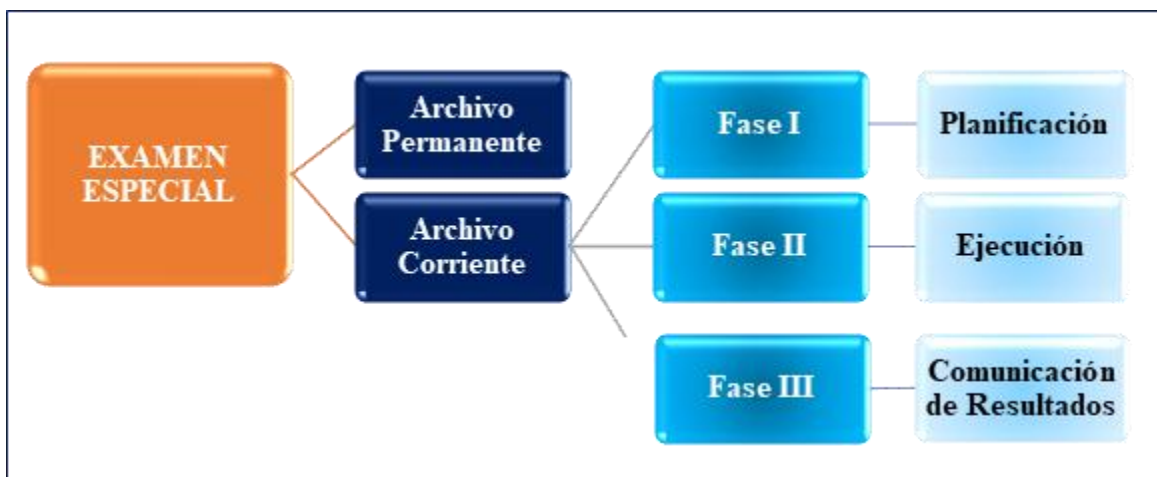 EXAMEN
ESPECIAL
Archivo
Permanente
Archivo
Corriente
Fase I
Planificación
Fase II
Ejecución
Fase III
Comunicación
de Resultados